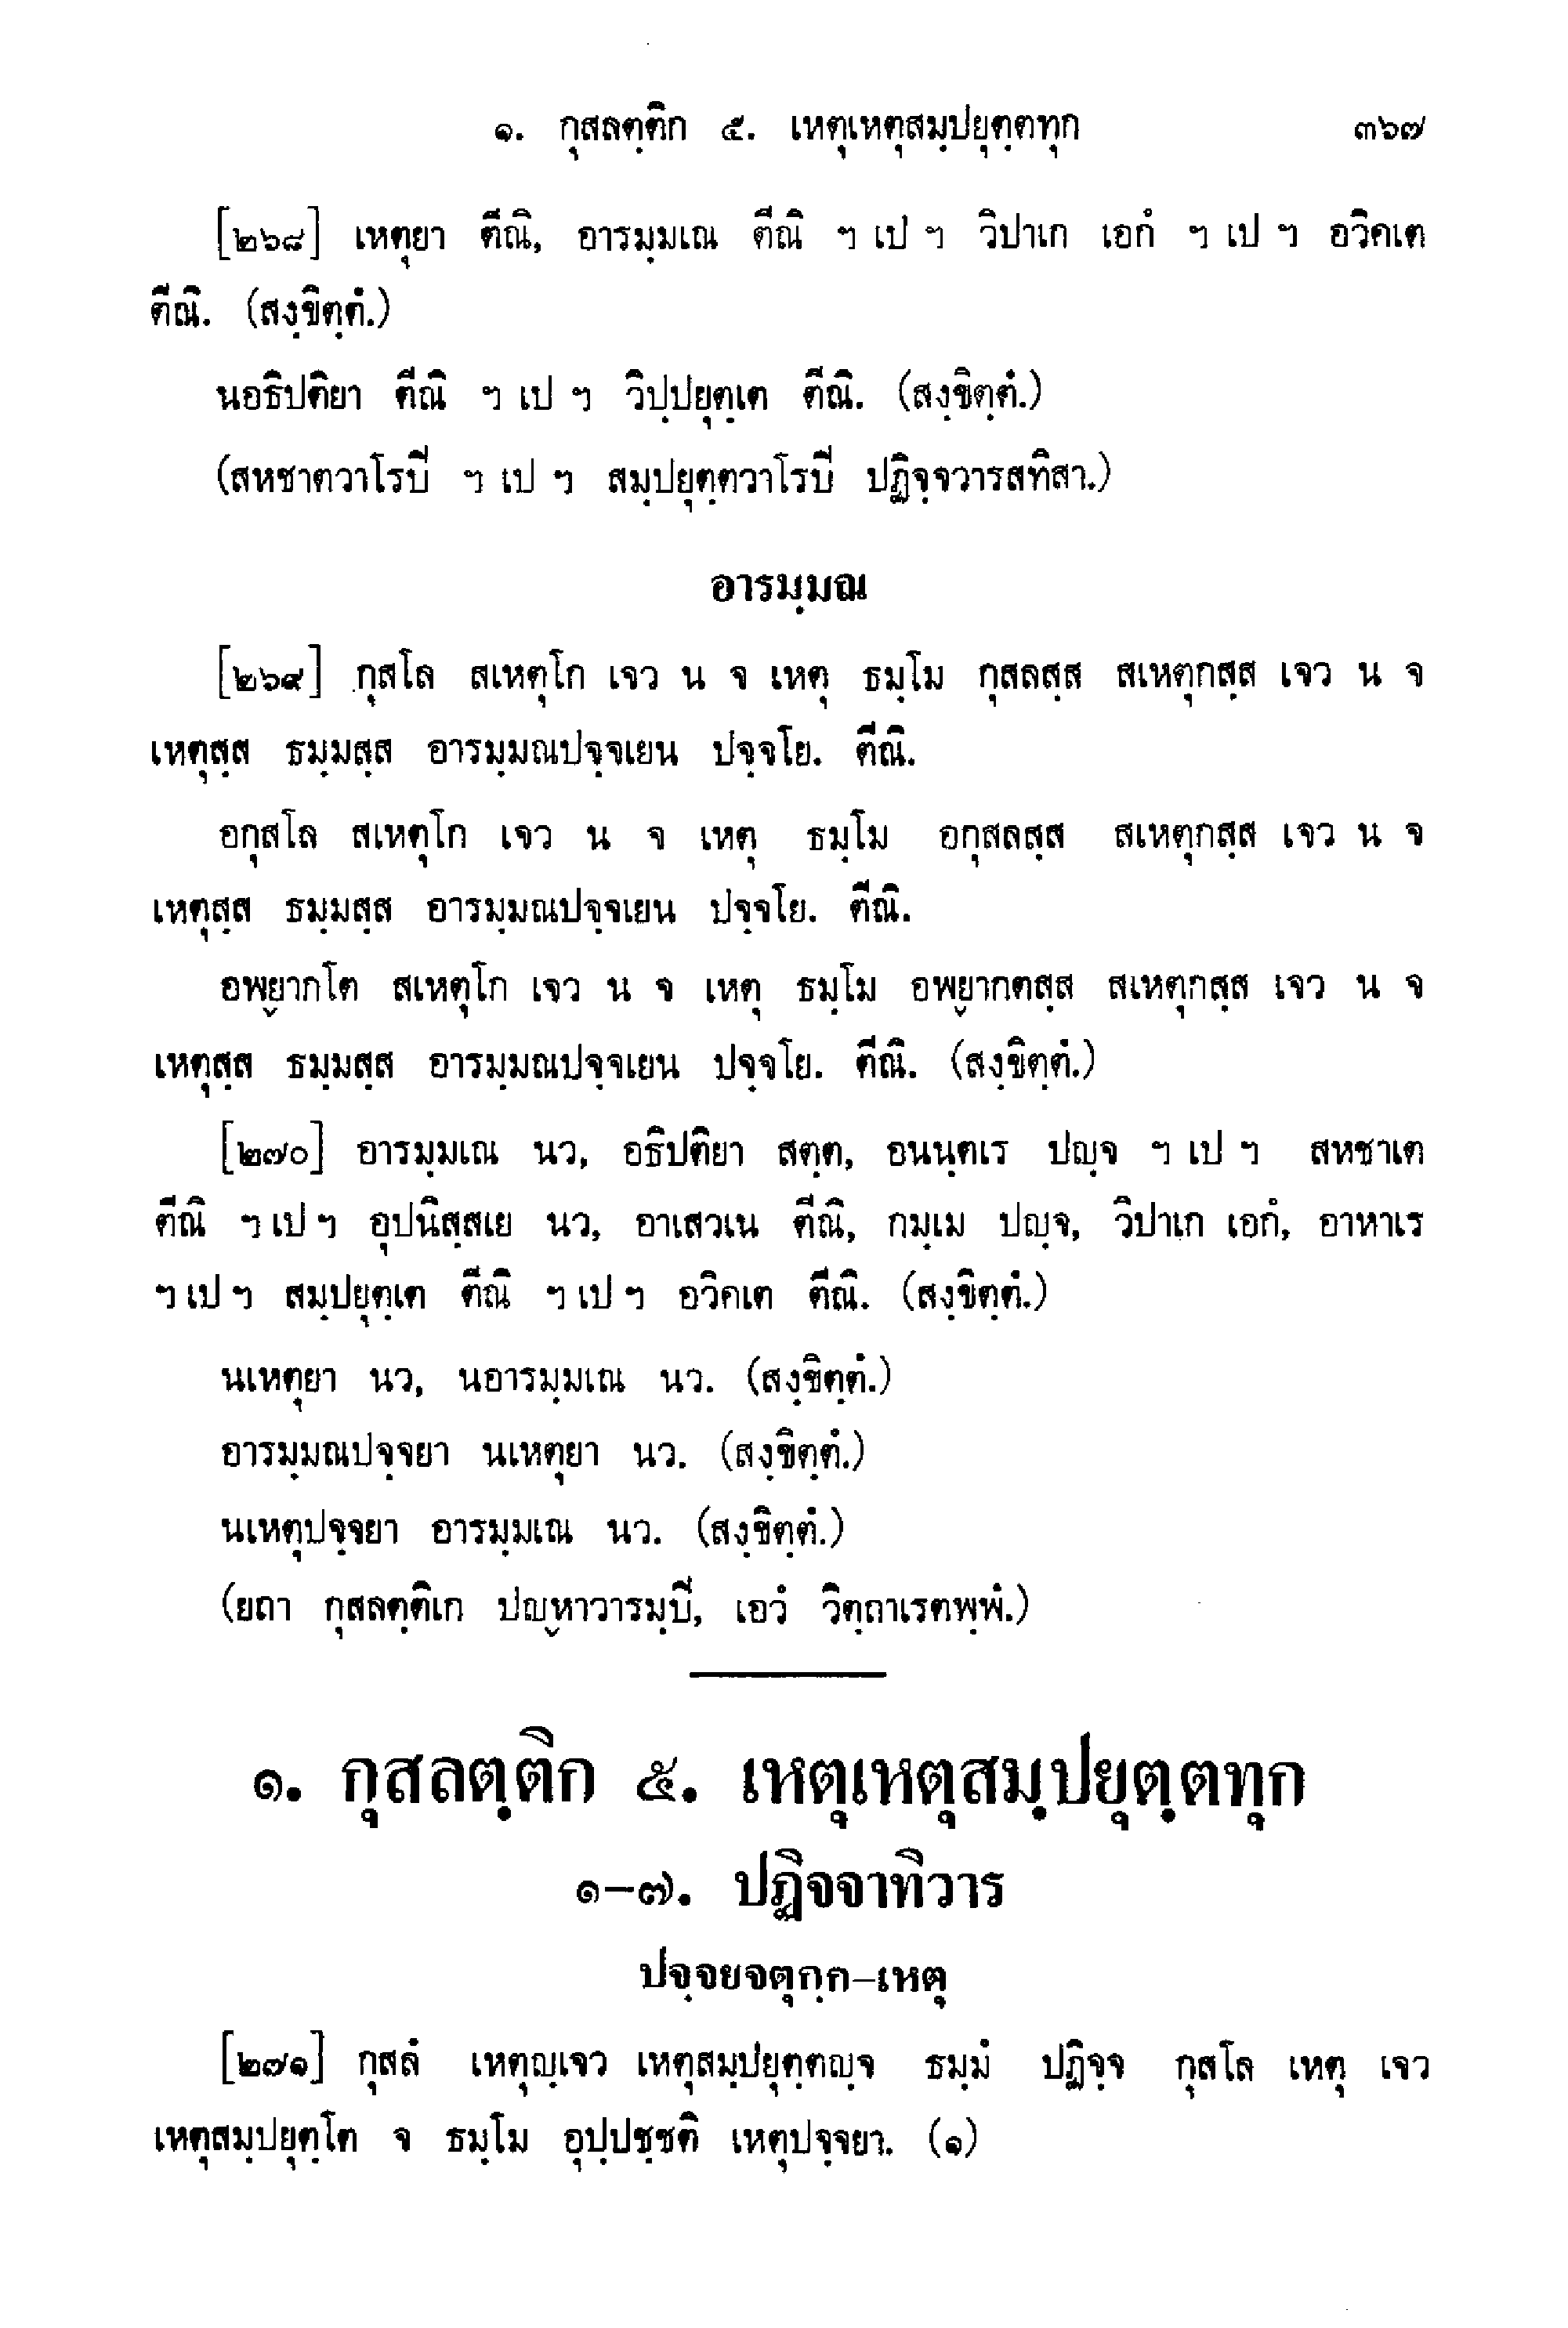 ๑. กุสลตฺติก ๕. เหตุเหตุสมฺปยุตฺตทุก ๓๖๗
[๒๖๘] เหตุยา ตีณิ, อารมฺมเณ ตีณิ ฯ เป ฯ วิปาเก เอกํ ฯ เป ฯ อวิคเต
ตีณิ. (สงฺขิตฺตํ.)
นอธิปติยา ตีณิ ฯ เป ฯ วิปฺปยุตฺเต ตีณิ. (สงฺขิตฺตํ.)
(สหชาตวาโรปิ ฯ เป ฯ สมฺปยุตฺตวาโรปิ ปฏิจฺจวารสทิสา.)
อารมฺมณ
[๒๖๙] กุสโล สเหตุโก เจว น จ เหตุ ธมฺโม กุสลสฺส สเหตุกสฺส เจว น จ
เหตุสฺส ธมฺมสฺส อารมฺมณปจฺจเยน ปจฺจโย. ตีณิ.
อกุสโล สเหตุโก เจว น จ เหตุ ธมฺโม อกุสลสฺส สเหตุกสฺส เจว น จ
เหตุสฺส ธมฺมสฺส อารมฺมณปจฺจเยน ปจฺจโย. ตีณิ.
อพฺยากโต สเหตุโก เจว น จ เหตุ ธมฺโม อพฺยากตสฺส สเหตุกสฺส เจว น จ
เหตุสฺส ธมฺมสฺส อารมฺมณปจฺจเยน ปจฺจโย. ตีณิ. (สงฺขิตฺตํ.)
[๒๗๐] อารมฺมเณ นว, อธิปติยา สตฺต, อนนฺตเร ปญฺจ ฯ เป ฯ สหชาเต
ตีณิ ฯ เป ฯ อุปนิสฺสเย นว, อาเสวเน ตีณิ, กมฺเม ปญฺจ, วิปาเก เอกํ, อาหาเร
ฯ เป ฯ สมฺปยุตฺเต ตีณิ ฯ เป ฯ อวิคเต ตีณิ. (สงฺขิตฺตํ.)
นเหตุยา นว, นอารมฺมเณ นว. (สงฺขิตฺตํ.)
อารมฺมณปจฺจยา นเหตุยา นว. (สงฺขิตฺตํ.)
นเหตุปจฺจยา อารมฺมเณ นว. (สงฺขิตฺตํ.)
(ยถา กุสลตฺติเก ปญฺหาวารมฺปิ, เอวํ วิตฺถาเรตพฺพํ.)
๑. กุสลตฺติก ๕. เหตุเหตุสมฺปยุตฺตทุก
๑-๗. ปฏิจจาทิวาร
ปจฺจยจตุกฺก-เหตุ
[๒๗๑] กุสลํ เหตุญฺเจว เหตุสมฺปยุตฺตญฺจ ธมฺมํ ปฏิจฺจ กุสโล เหตุ เจว
เหตุสมฺปยุตฺโต จ ธมฺโม อุปฺปชฺชติ เหตุปจฺจยา. (๑)